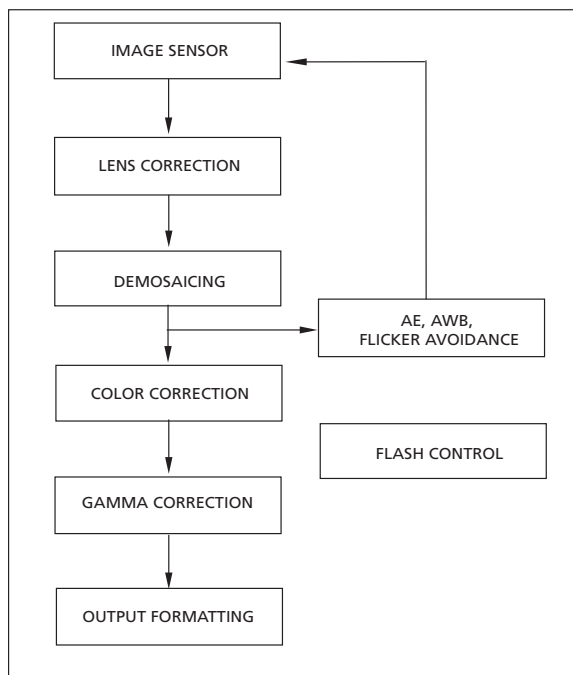 IMAGE SENSOR
LENS CORRECTION
DEMOSAICING
AE, AWB,
FLICKER AVOIDANCE
COLOR CORRECTION
FLASH CONTROL
GAMMA CORRECTION
OUTPUT FORMATTING